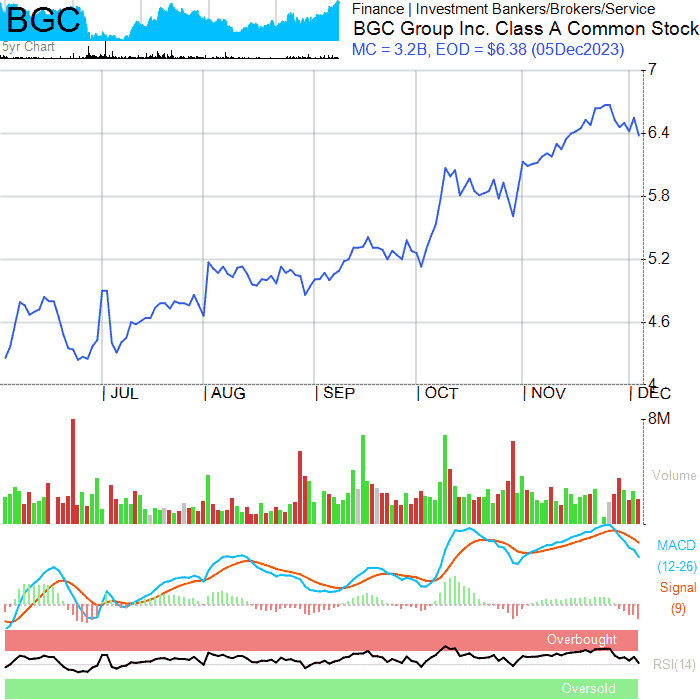 BGC
5yr Chart
Finance | Investment Bankers/Brokers/Service
BGC Group Inc. Class A Common Stock
MC = 3.2B, EOD = $6.38 (05Dec2023)
7
6.4
5.8
5.2
4.6
4
JUL AUG SEP OCT NOV DEC
8M
Volume
MACD
(12-26)
Signal
(9)
Overbought
RSI(14)
Oversold